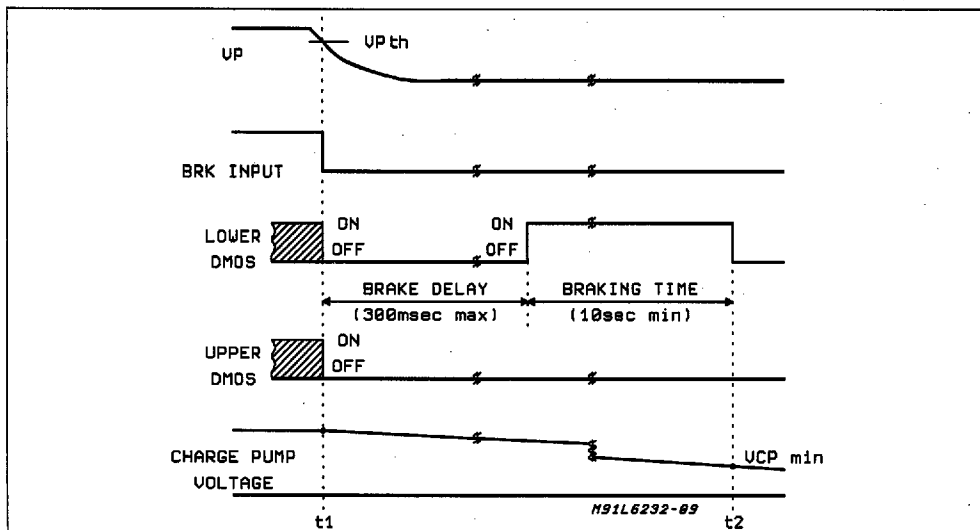 VP
VPth
BRK INPUT
LOWER
DMOS
ON
OFF
ON
OFF
BRAKE DELAY
(300msec max)
BRAKING TIME
(10sec min)
UPPER
DMOS
ON
OFF
CHARGE PUMP
VOLTAGE
VCP min
M91L6232-09
t1
t2